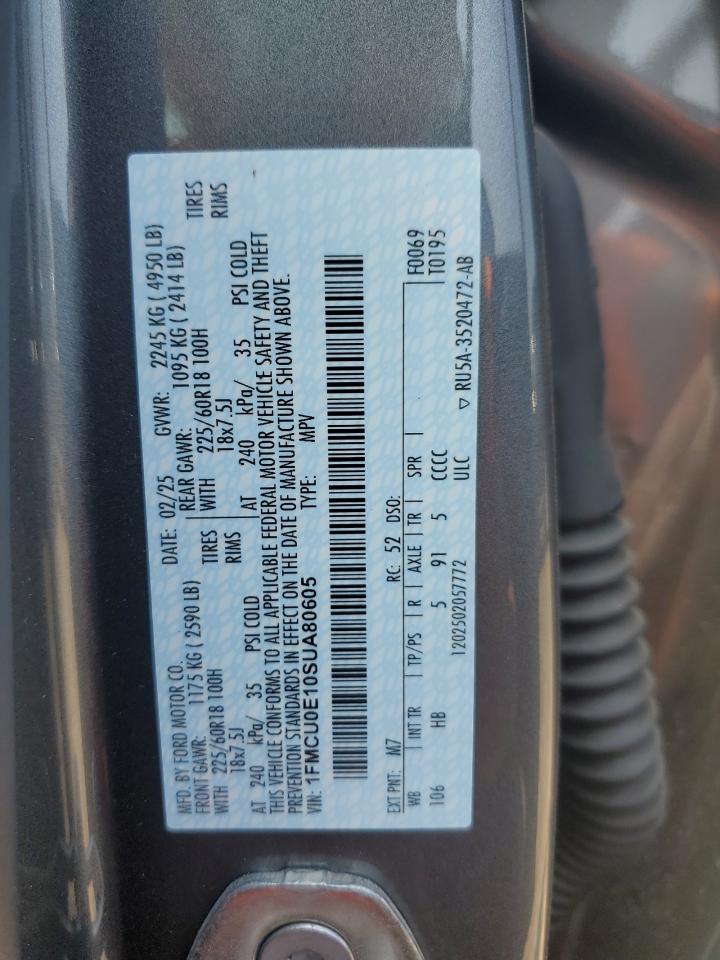 MFD. BY FORD MOTOR CO. DATE: 02/25 GVWR: 2245 KG ( 4950 LB)
FRONT GAWR: 1175 KG ( 2590 LB) REAR GAWR: 1095 KG ( 2414 LB)
WITH 225/60R18 100H TIRES WITH 225/60R18 100H TIRES
18x7.5J RIMS 18x7.5J RIMS
AT 240 kPa/ 35 PSI COLD AT 240 kPa/ 35 PSI COLD
THIS VEHICLE CONFORMS TO ALL APPLICABLE FEDERAL MOTOR VEHICLE SAFETY AND THEFT
PREVENTION STANDARDS IN EFFECT ON THE DATE OF MANUFACTURE SHOWN ABOVE.
VIN: 1FMCU0E10SUA80605 TYPE: MPV
EXT PNT: M7 RC: 52 DSO:
WB INT TR TP/PS R AXLE TR SPR F0069
106 HB 5 91 5 CCCC T0195
1202502057772 ULC ▽ RU5A-3520472-AB